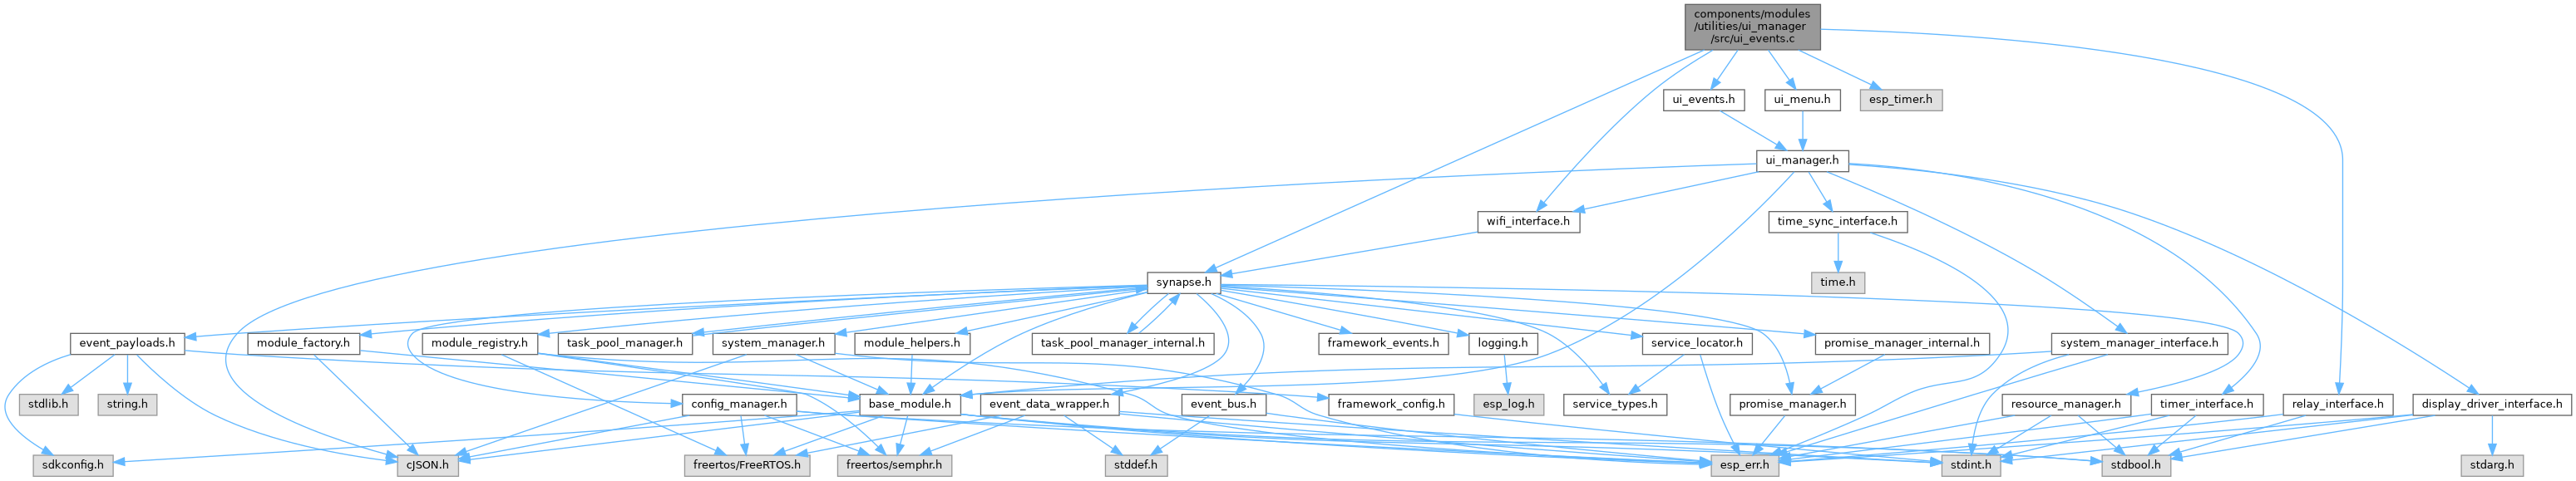 components/modules
/utilities/ui_manager
/src/ui_events.c
ui_events.h
ui_menu.h
esp_timer.h
ui_manager.h
wifi_interface.h
time_sync_interface.h
synapse.h
time.h
event_payloads.h
module_factory.h
module_registry.h
task_pool_manager.h
system_manager.h
module_helpers.h
task_pool_manager_internal.h
framework_events.h
logging.h
service_locator.h
promise_manager_internal.h
system_manager_interface.h
stdlib.h
string.h
config_manager.h
base_module.h
event_data_wrapper.h
event_bus.h
framework_config.h
esp_log.h
service_types.h
promise_manager.h
resource_manager.h
timer_interface.h
relay_interface.h
display_driver_interface.h
sdkconfig.h
cJSON.h
freertos/FreeRTOS.h
freertos/semphr.h
stddef.h
esp_err.h
stdint.h
stdbool.h
stdarg.h